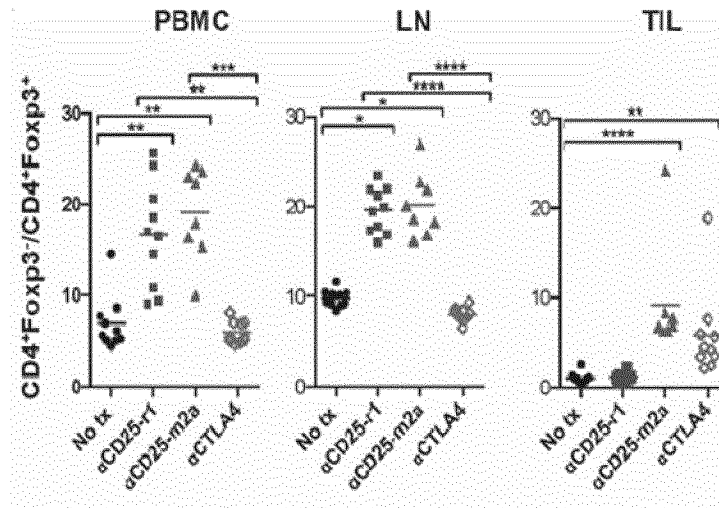 PBMC LN TIL
*** ****
** **** **
** * ****
** *
CD4⁺Foxp3⁻/CD4⁺Foxp3⁺
30 30 30
20 20 20
10 10 10
0 0 0
No tx αCD25-r1 αCD25-m2a αCTLA4
No tx αCD25-r1 αCD25-m2a αCTLA4
No tx αCD25-r1 αCD25-m2a αCTLA4